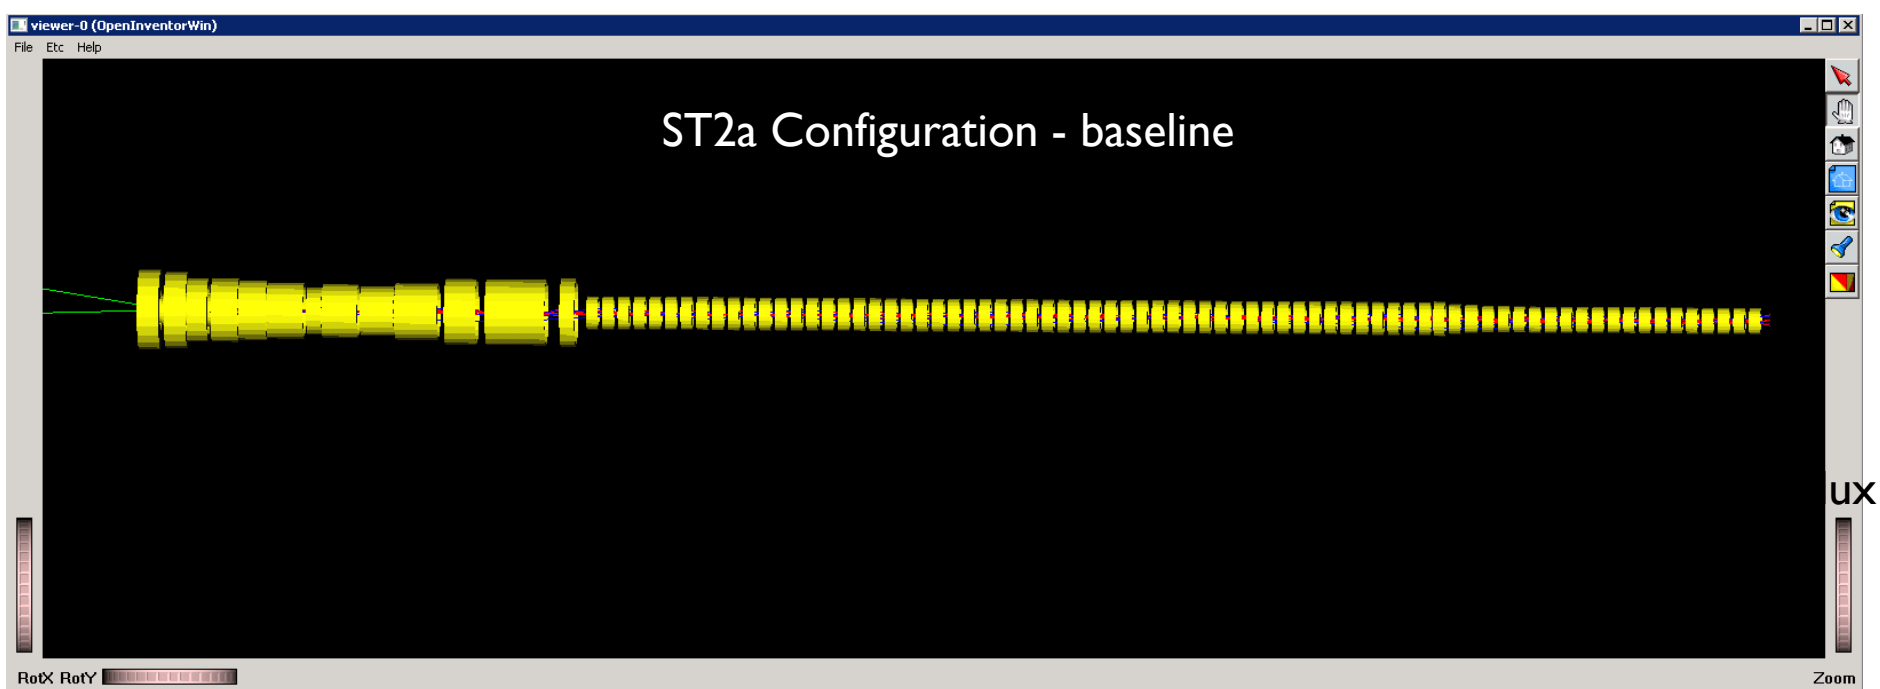 viewer-0 (OpenInventorWin)
File Etc Help
ST2a Configuration - baseline
ux
RotX RotY
Zoom